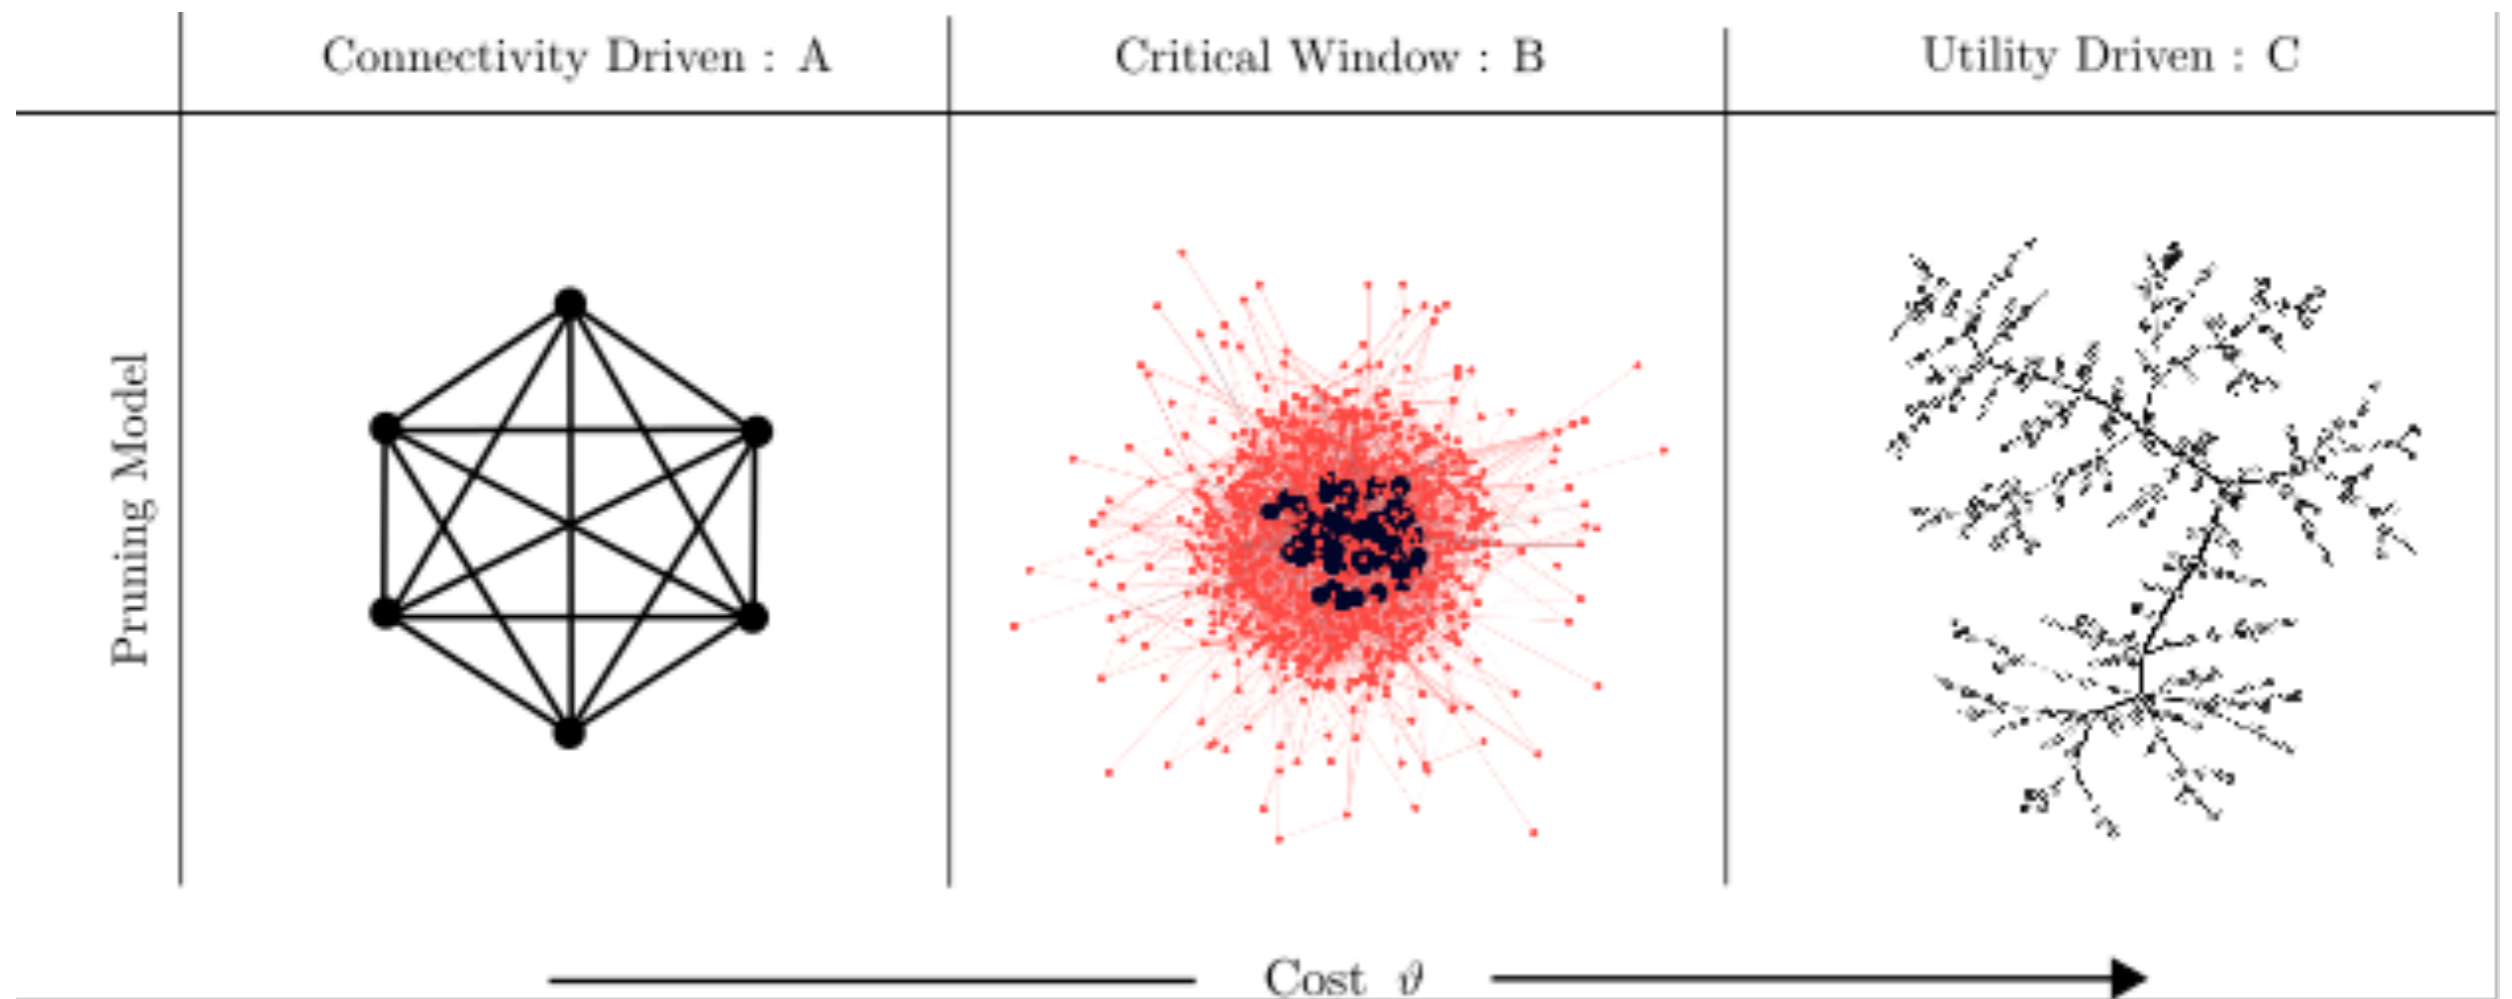 Connectivity Driven : A
Critical Window : B
Utility Driven : C
Pruning Model
Cost ϑ